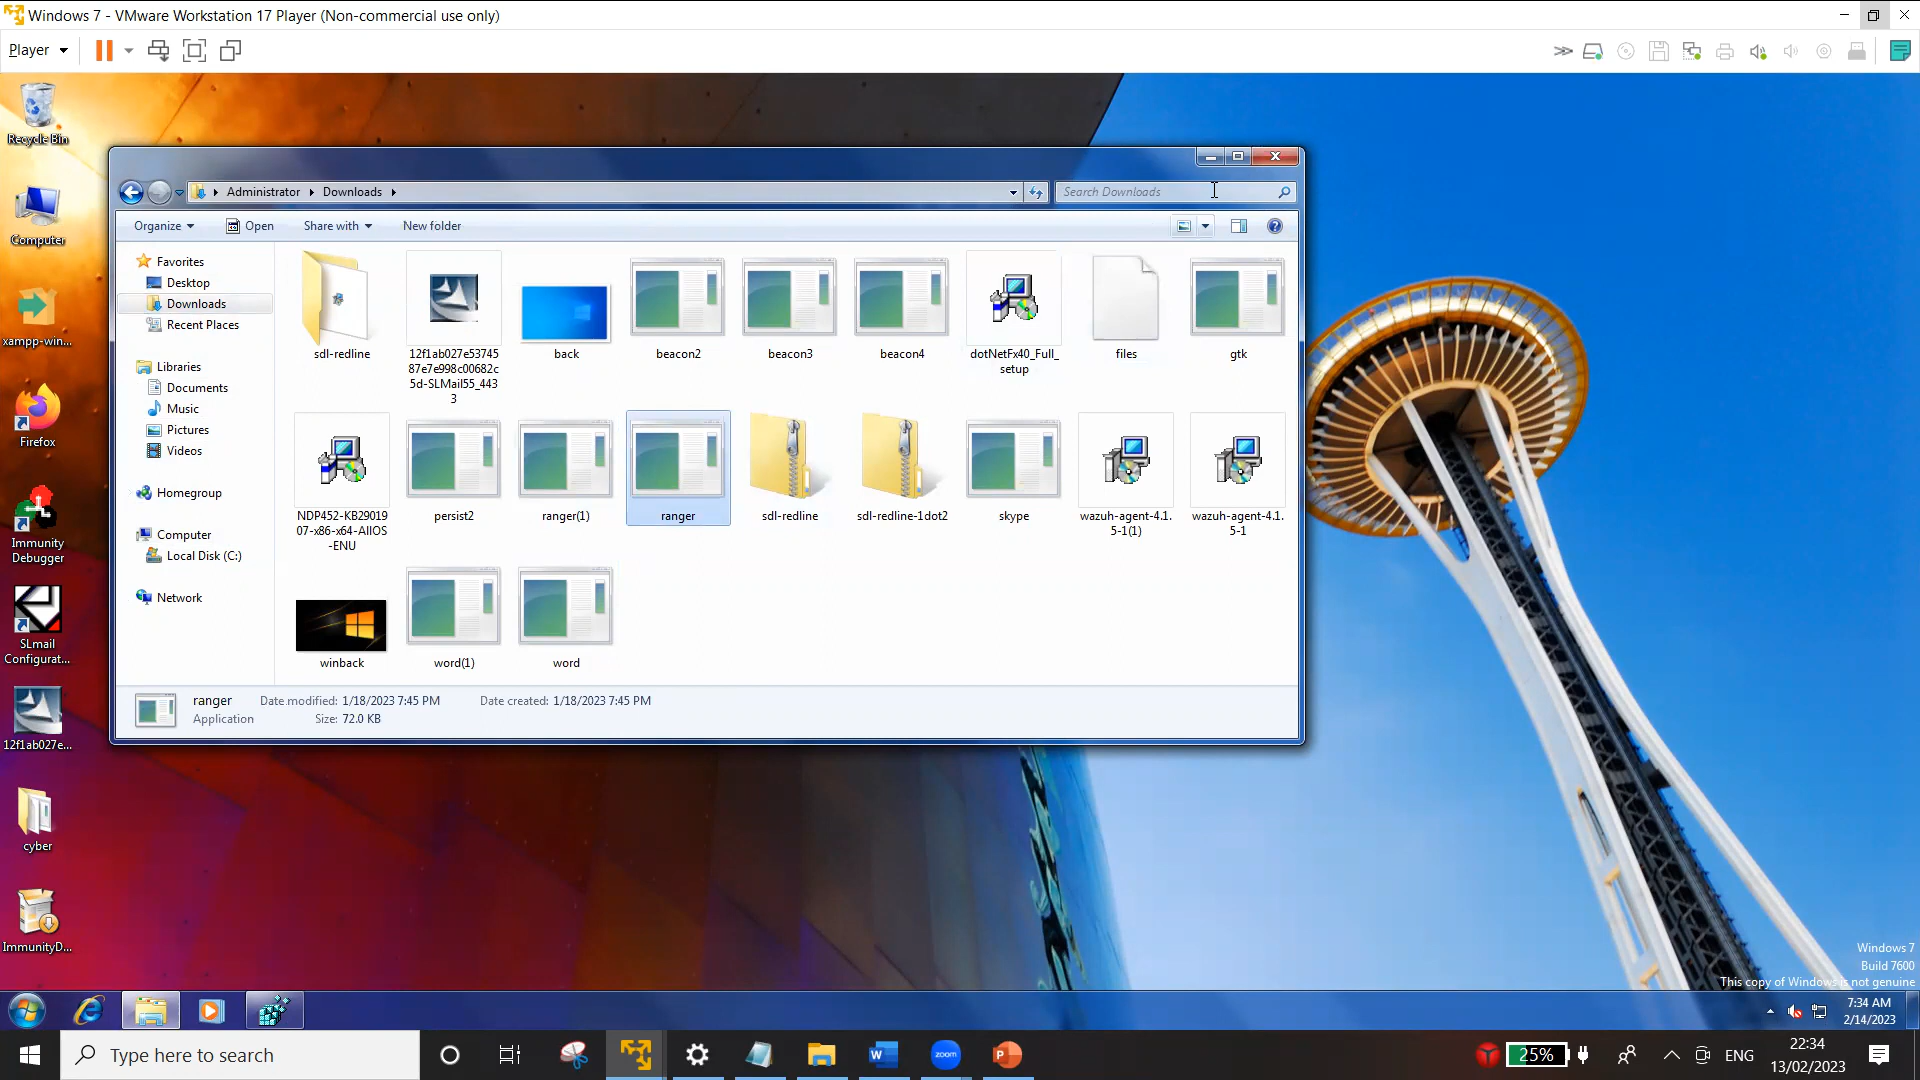 Windows 7 - VMware Workstation 17 Player (Non-commercial use only)
Player
Recycle Bin
Computer
xampp-win...
Firefox
Immunity
Debugger
SLmail
Configurat...
12f1ab027e...
cyber
ImmunityD...
Administrator
Downloads
Search Downloads
Organize
Open
Share with
New folder
Favorites
Desktop
Downloads
Recent Places
Libraries
Documents
Music
Pictures
Videos
Homegroup
Computer
Local Disk (C:)
Network
sdl-redline
12f1ab027e53745
87e7e998c00682c
5d-SLMail55_443
3
back
beacon2
beacon3
beacon4
dotNetFx40_Full_
setup
files
gtk
NDP452-KB29019
07-x86-x64-AllOS
-ENU
persist2
ranger(1)
ranger
sdl-redline
sdl-redline-1dot2
skype
wazuh-agent-4.1.
5-1(1)
wazuh-agent-4.1.
5-1
winback
word(1)
word
ranger Date modified: 1/18/2023 7:45 PM Date created: 1/18/2023 7:45 PM
Application Size: 72.0 KB
Windows 7
Build 7600
This copy of Windows is not genuine
7:34 AM
2/14/2023
Type here to search
W
zoom
P
25%
ENG
22:34
13/02/2023